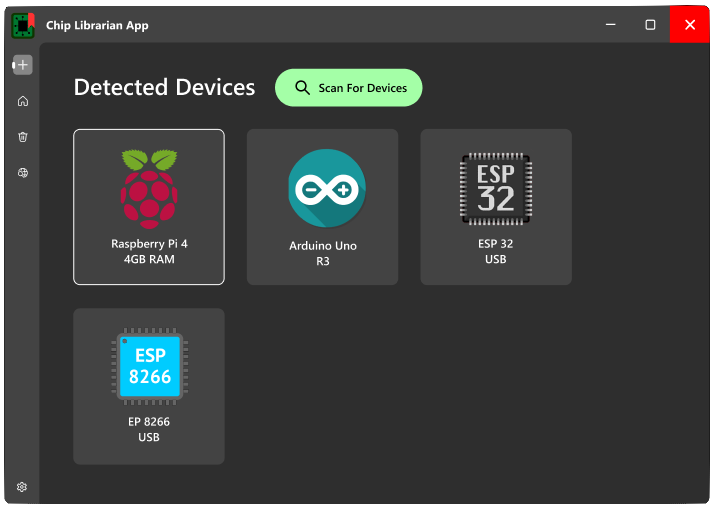 Chip Librarian App
Detected Devices
Scan For Devices
Raspberry Pi 4
4GB RAM
Arduino Uno
R3
ESP
32
ESP 32
USB
ESP
8266
EP 8266
USB